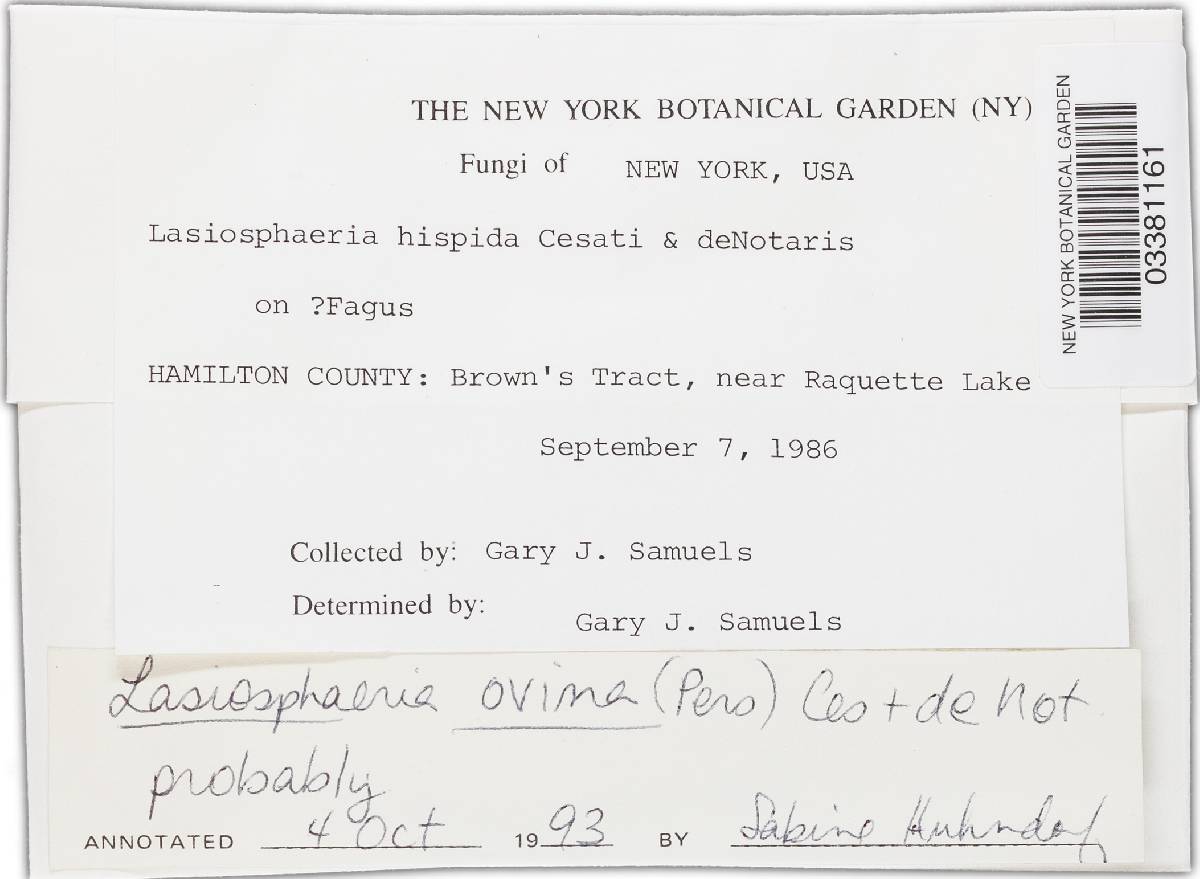 THE NEW YORK BOTANICAL GARDEN (NY)
Fungi of NEW YORK, USA
Lasiosphaeria hispida Cesati & deNotaris
on ?Fagus
HAMILTON COUNTY: Brown's Tract, near Raquette Lake
September 7, 1986
Collected by: Gary J. Samuels
Determined by: Gary J. Samuels
NEW YORK BOTANICAL GARDEN
03381161
Lasiosphaeria ovina (Pers) Ces + de Not
probably
ANNOTATED 4 Oct 1993 BY Sabine Huhndorf